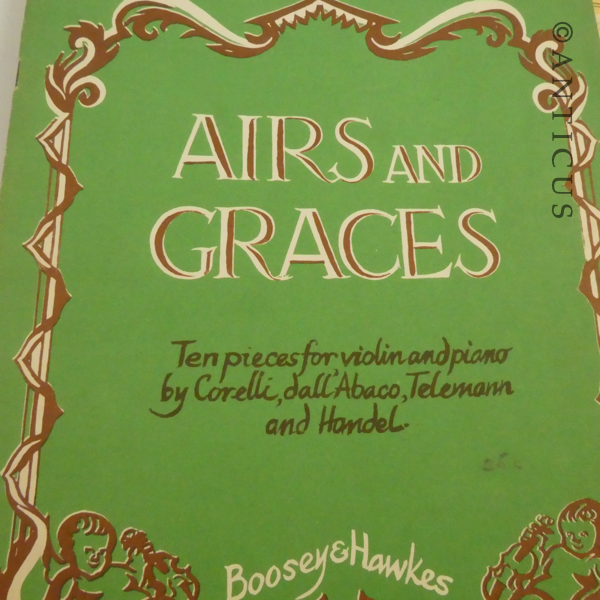 AIRS AND
GRACES
Ten pieces for violin and piano
by Corelli, dall'Abaco, Telemann
and Handel.
Boosey & Hawkes
© ANTICUS